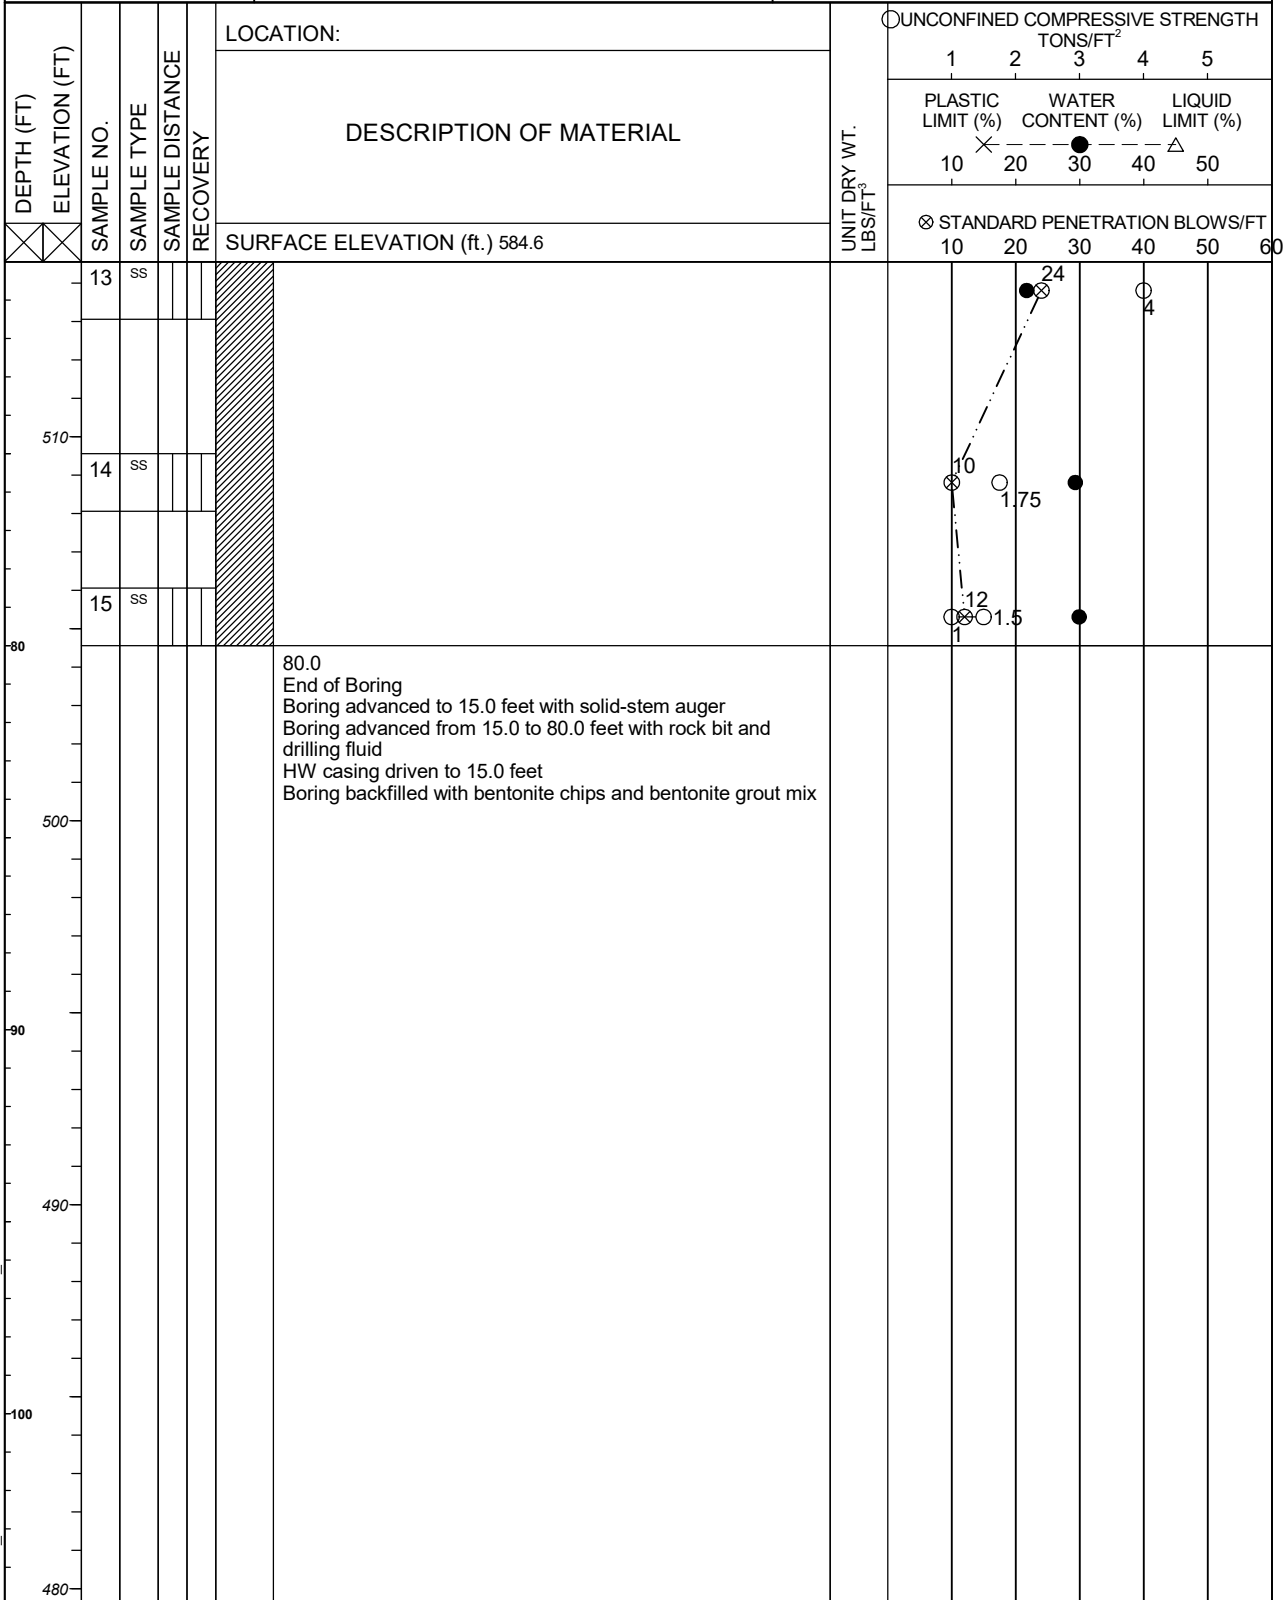 DEPTH (FT)
ELEVATION (FT)
SAMPLE NO.
SAMPLE TYPE
SAMPLE DISTANCE
RECOVERY
LOCATION:
DESCRIPTION OF MATERIAL
SURFACE ELEVATION (ft.) 584.6
UNIT DRY WT.
LBS/FT³
UNCONFINED COMPRESSIVE STRENGTH
TONS/FT²
1 2 3 4 5
PLASTIC WATER LIQUID
LIMIT (%) CONTENT (%) LIMIT (%)
10 20 30 40 50
⊗ STANDARD PENETRATION BLOWS/FT
10 20 30 40 50 60
13 SS
24
4
510
14 SS
10
1.75
15 SS
12
1.5
1
80
80.0
End of Boring
Boring advanced to 15.0 feet with solid-stem auger
Boring advanced from 15.0 to 80.0 feet with rock bit and
drilling fluid
HW casing driven to 15.0 feet
Boring backfilled with bentonite chips and bentonite grout mix
500
90
490
100
480